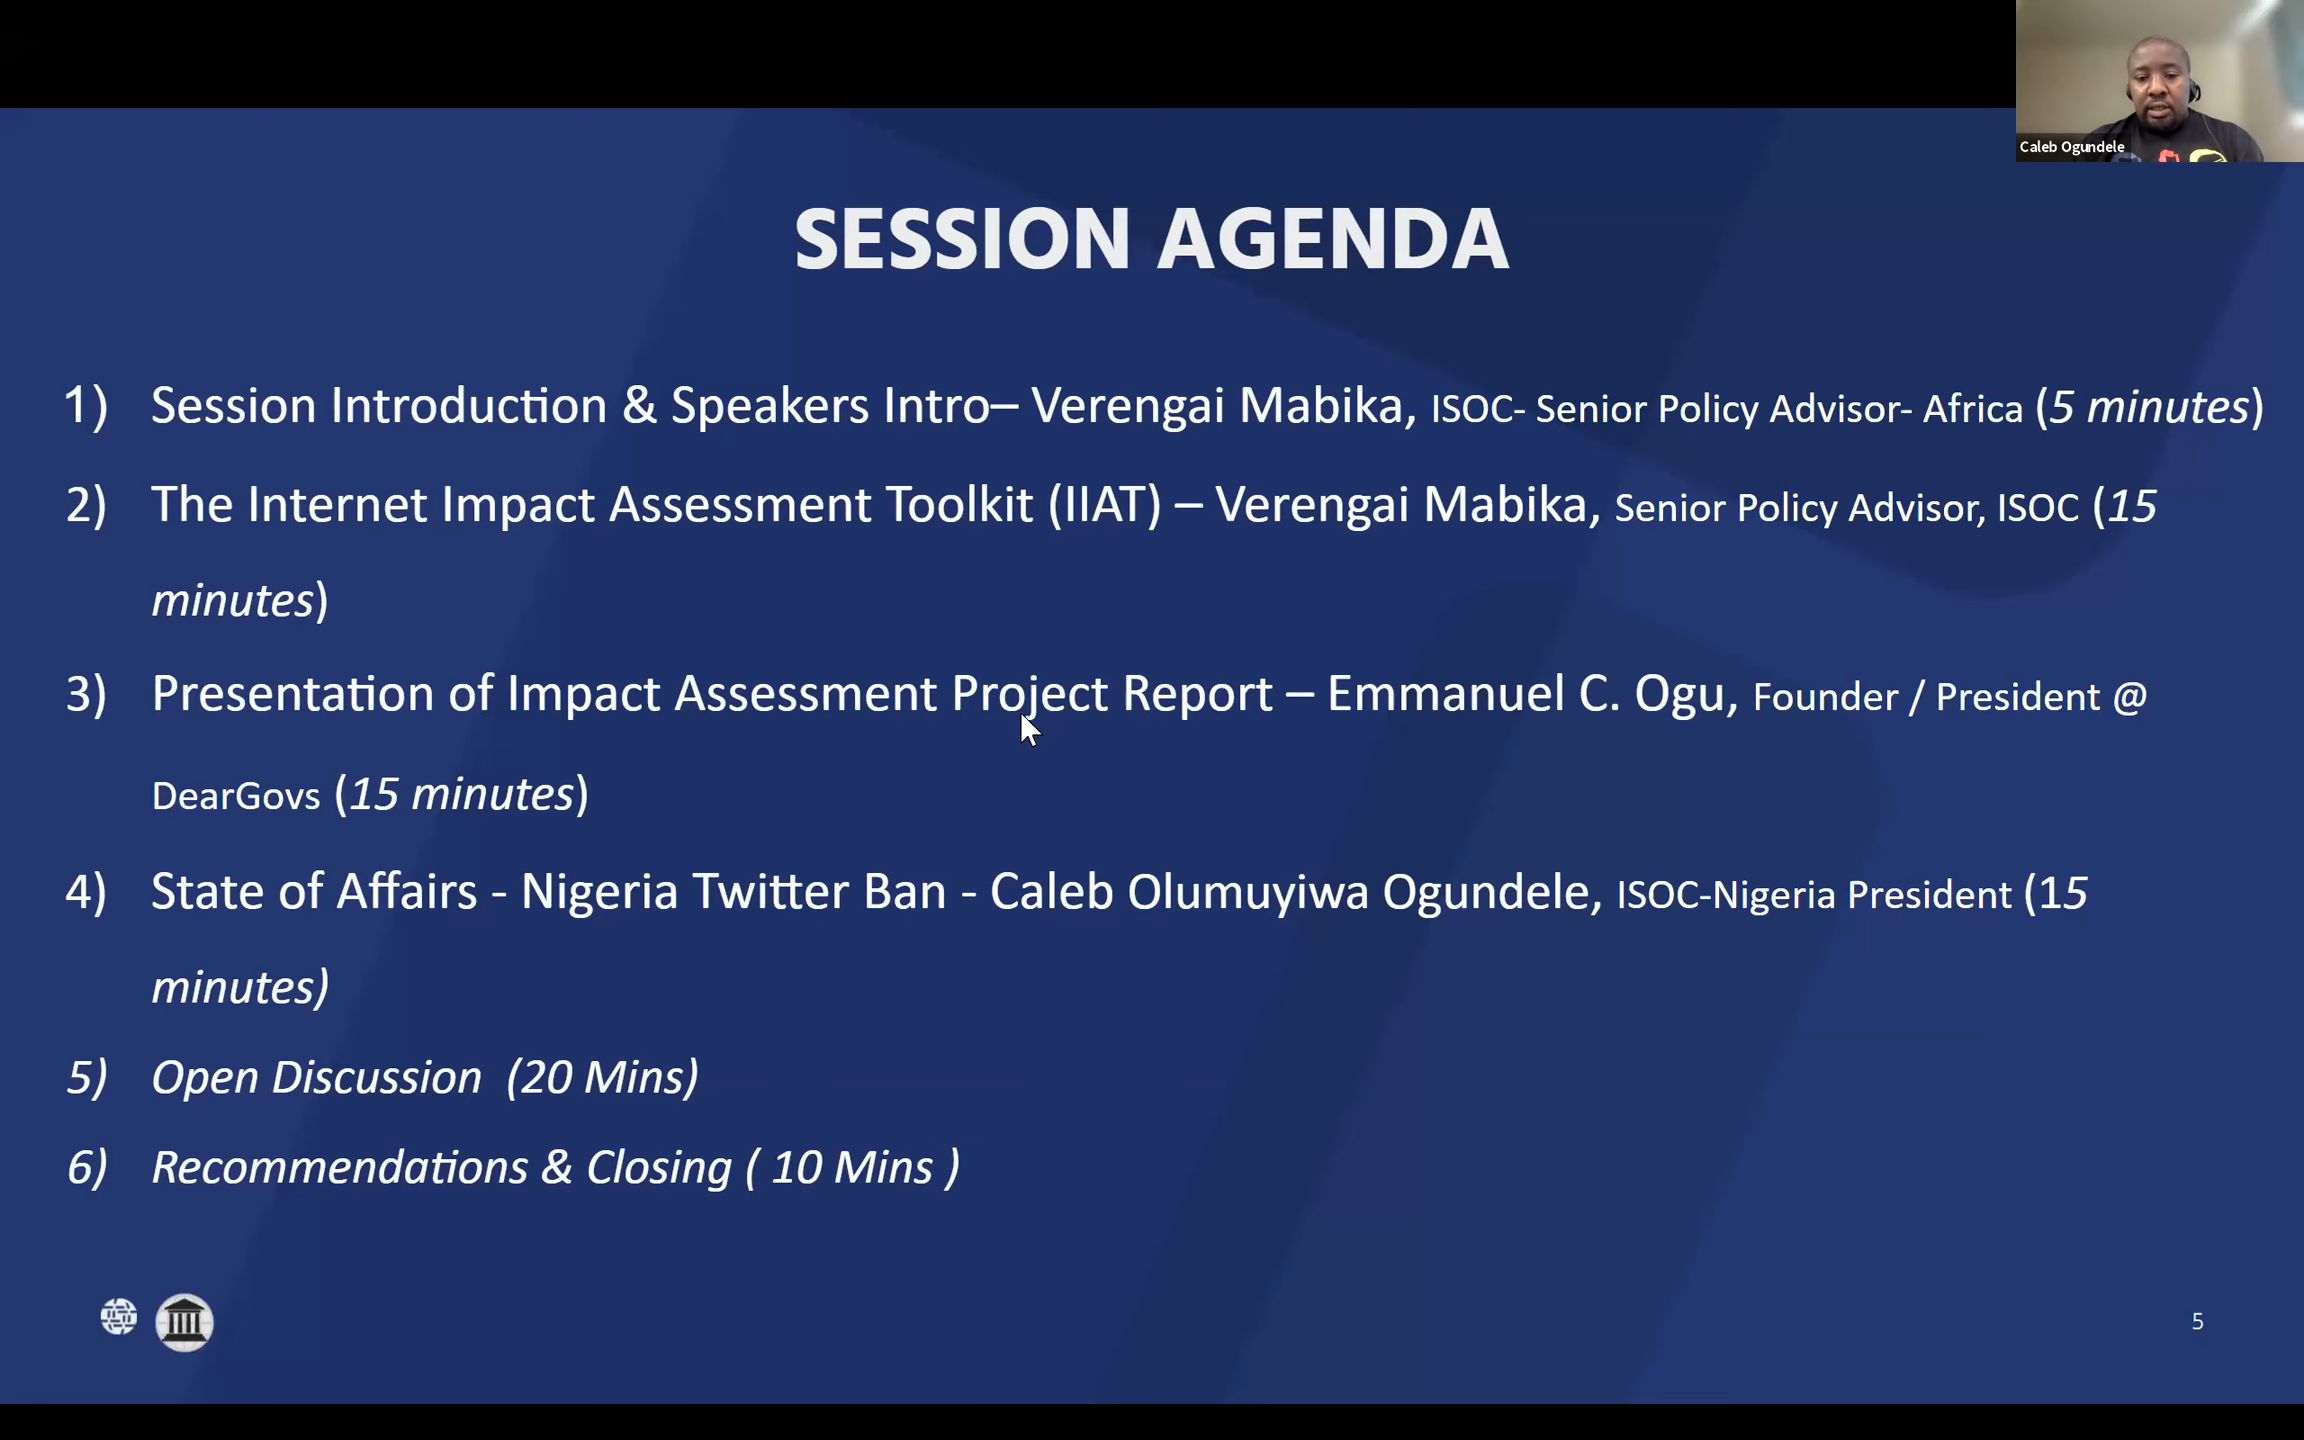 Caleb Ogundele
SESSION AGENDA
1) Session Introduction & Speakers Intro– Verengai Mabika, ISOC- Senior Policy Advisor- Africa (5 minutes)
2) The Internet Impact Assessment Toolkit (IIAT) – Verengai Mabika, Senior Policy Advisor, ISOC (15
minutes)
3) Presentation of Impact Assessment Project Report – Emmanuel C. Ogu, Founder / President @
DearGovs (15 minutes)
4) State of Affairs - Nigeria Twitter Ban - Caleb Olumuyiwa Ogundele, ISOC-Nigeria President (15
minutes)
5) Open Discussion (20 Mins)
6) Recommendations & Closing ( 10 Mins )
5